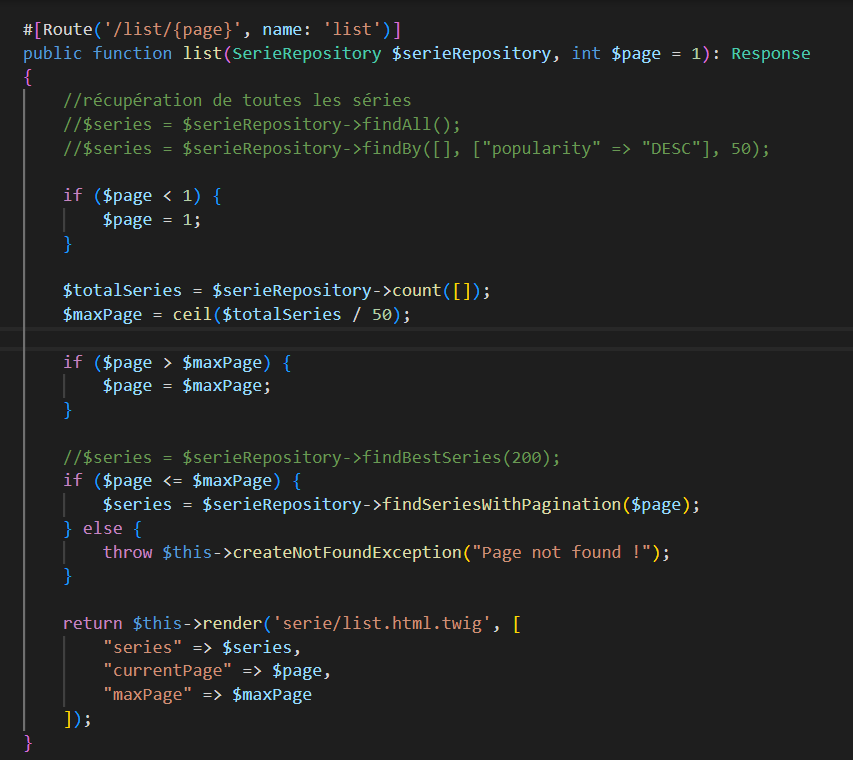 #[Route('/list/{page}', name: 'list')]
public function list(SerieRepository $serieRepository, int $page = 1): Response
{
    //récupération de toutes les séries
    //$series = $serieRepository->findAll();
    //$series = $serieRepository->findBy([], ["popularity" => "DESC"], 50);

    if ($page < 1) {
        $page = 1;
    }

    $totalSeries = $serieRepository->count([]);
    $maxPage = ceil($totalSeries / 50);

    if ($page > $maxPage) {
        $page = $maxPage;
    }

    //$series = $serieRepository->findBestSeries(200);
    if ($page <= $maxPage) {
        $series = $serieRepository->findSeriesWithPagination($page);
    } else {
        throw $this->createNotFoundException("Page not found !");
    }

    return $this->render('serie/list.html.twig', [
        "series" => $series,
        "currentPage" => $page,
        "maxPage" => $maxPage
    ]);
}